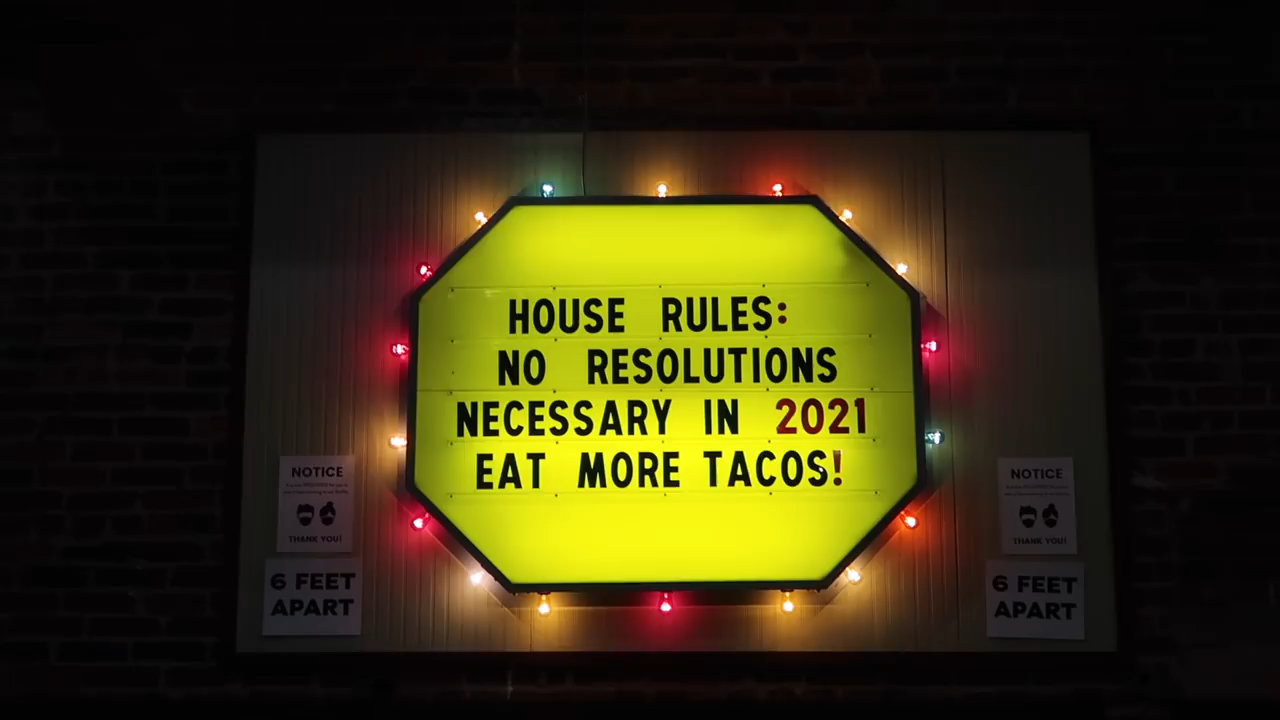 HOUSE RULES:
NO RESOLUTIONS
NECESSARY IN 2021
EAT MORE TACOS!
NOTICE
THANK YOU!
6 FEET
APART
NOTICE
THANK YOU!
6 FEET
APART